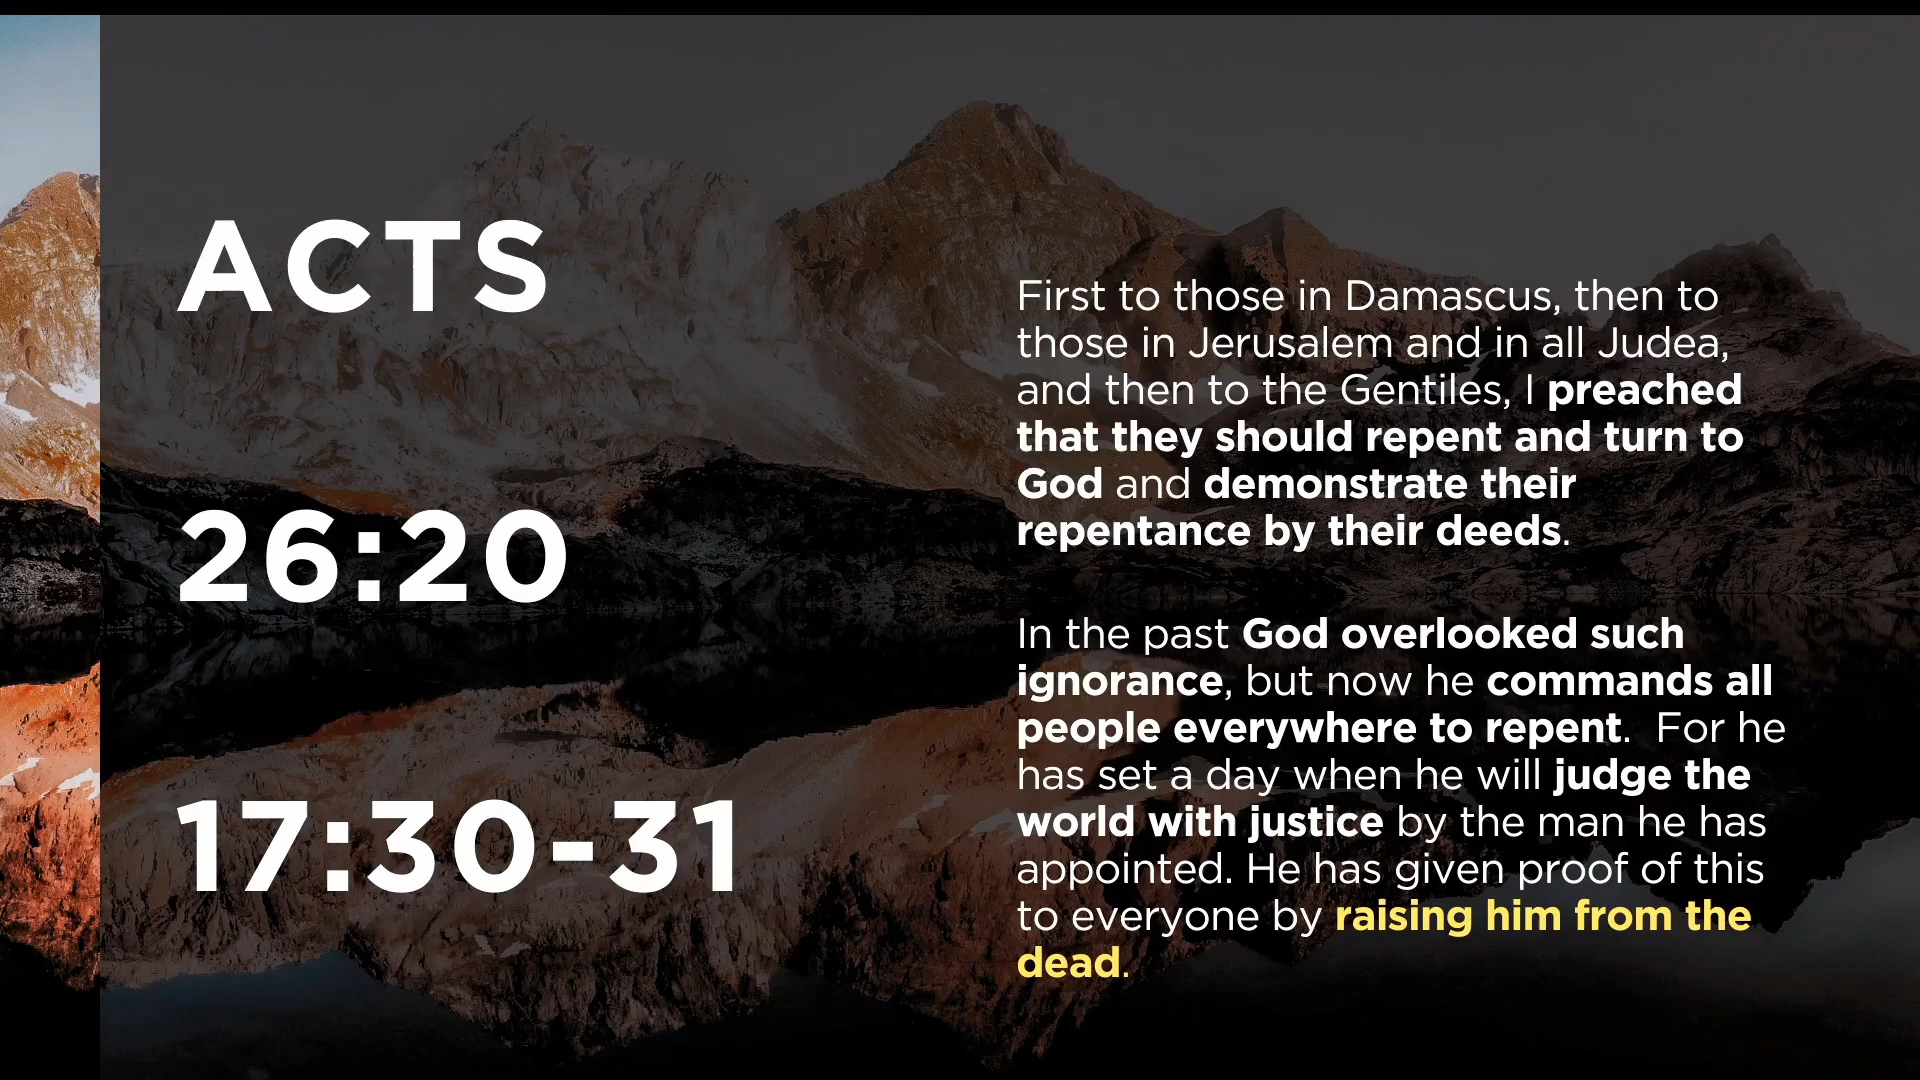 ACTS
26:20
17:30-31
First to those in Damascus, then to
those in Jerusalem and in all Judea,
and then to the Gentiles, I preached
that they should repent and turn to
God and demonstrate their
repentance by their deeds.
In the past God overlooked such
ignorance, but now he commands all
people everywhere to repent.  For he
has set a day when he will judge the
world with justice by the man he has
appointed. He has given proof of this
to everyone by raising him from the
dead.